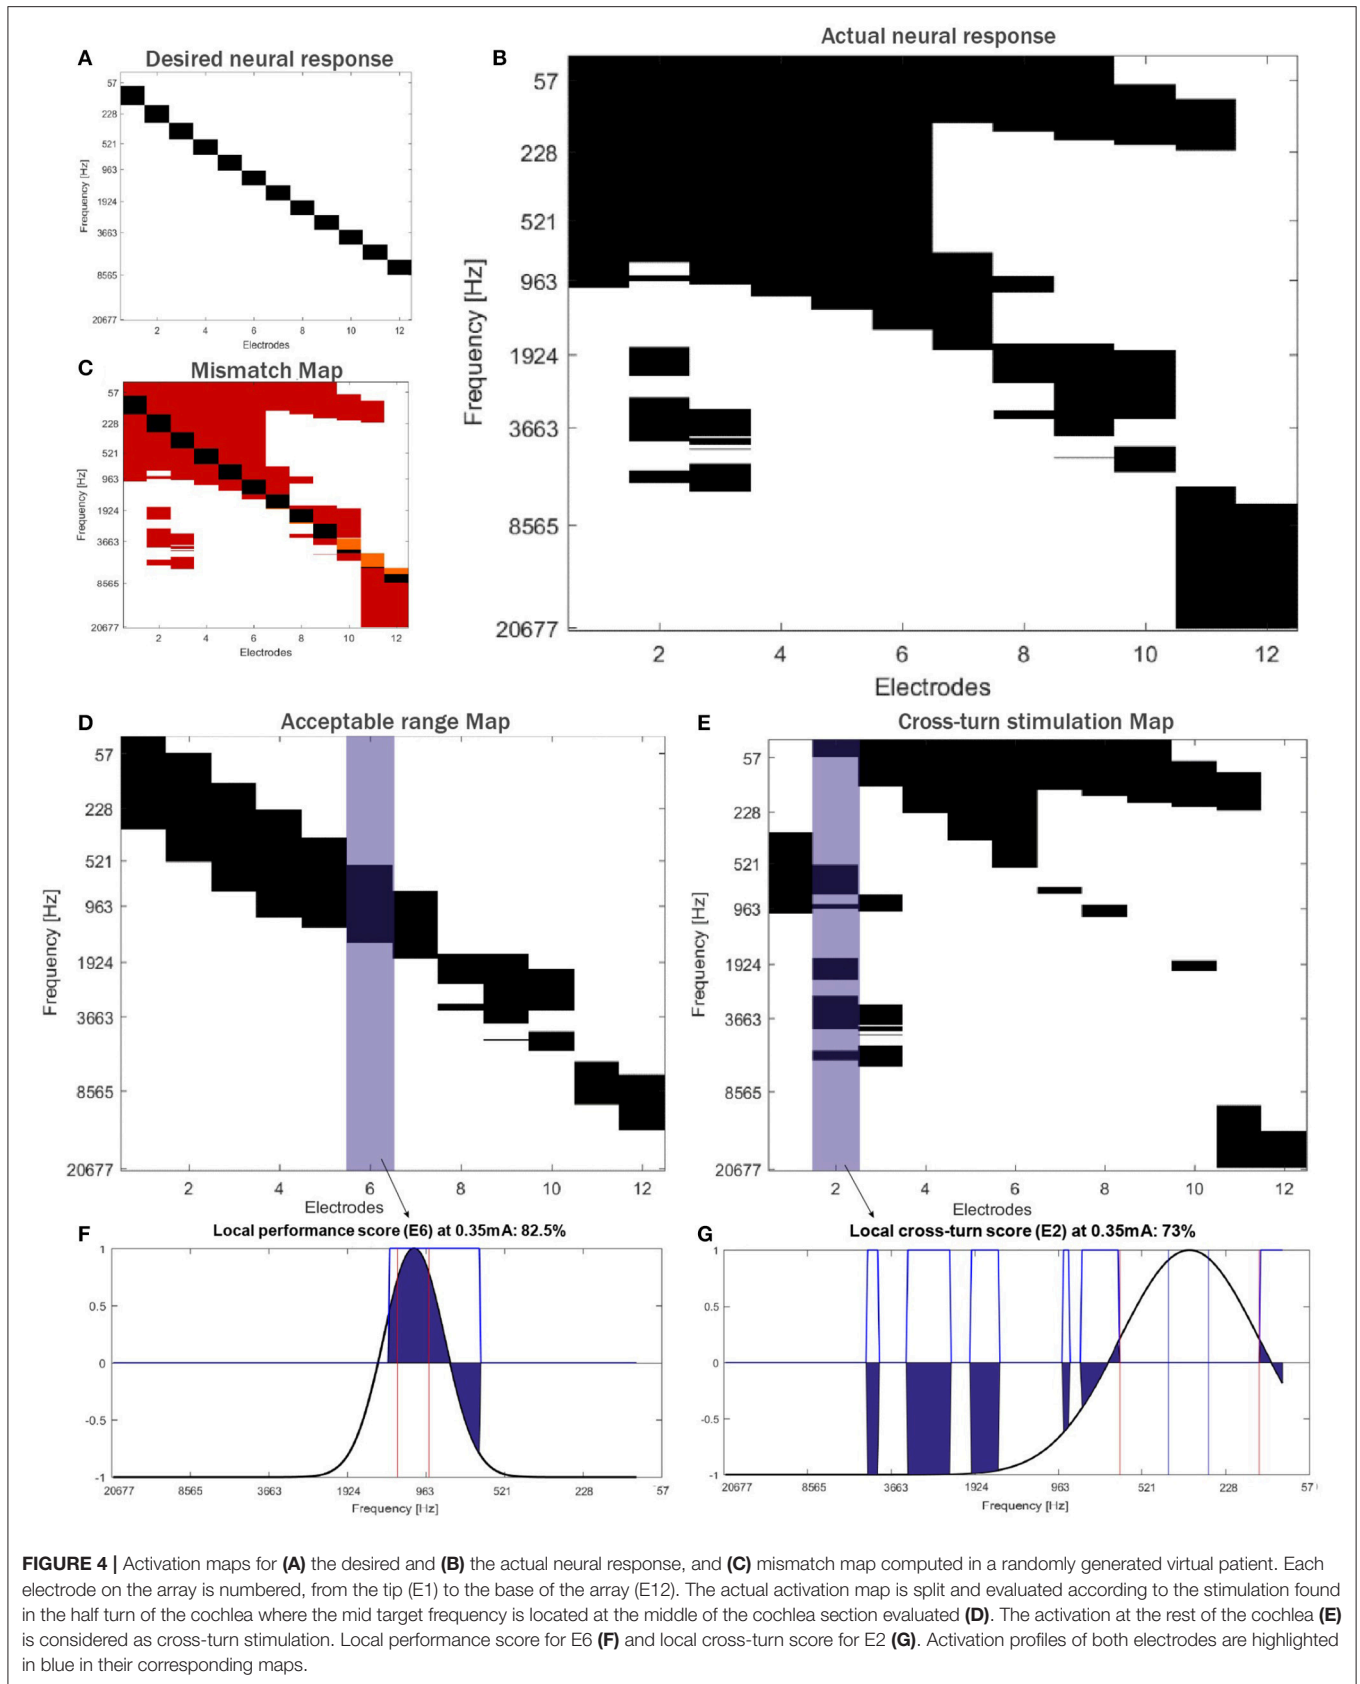 A
Desired neural response
57
228
521
963
1924
3663
8565
20677
Frequency [Hz]
2 4 6 8 10 12
Electrodes
B
Actual neural response
57
228
521
963
1924
3663
8565
20677
Frequency [Hz]
2 4 6 8 10 12
Electrodes
C
Mismatch Map
57
228
521
963
1924
3663
8565
20677
Frequency [Hz]
2 4 6 8 10 12
Electrodes
D
Acceptable range Map
57
228
521
963
1924
3663
8565
20677
Frequency [Hz]
2 4 6 8 10 12
Electrodes
E
Cross-turn stimulation Map
57
228
521
963
1924
3663
8565
20677
Frequency [Hz]
2 4 6 8 10 12
Electrodes
F
Local performance score (E6) at 0.35mA: 82.5%
1
0.5
0
-0.5
-1
20677 8565 3663 1924 963 521 228 57
Frequency [Hz]
G
Local cross-turn score (E2) at 0.35mA: 73%
1
0.5
0
-0.5
-1
20677 8565 3663 1924 963 521 228 57
Frequency [Hz]
FIGURE 4 | Activation maps for (A) the desired and (B) the actual neural response, and (C) mismatch map computed in a randomly generated virtual patient. Each
electrode on the array is numbered, from the tip (E1) to the base of the array (E12). The actual activation map is split and evaluated according to the stimulation found
in the half turn of the cochlea where the mid target frequency is located at the middle of the cochlea section evaluated (D). The activation at the rest of the cochlea (E)
is considered as cross-turn stimulation. Local performance score for E6 (F) and local cross-turn score for E2 (G). Activation profiles of both electrodes are highlighted
in blue in their corresponding maps.